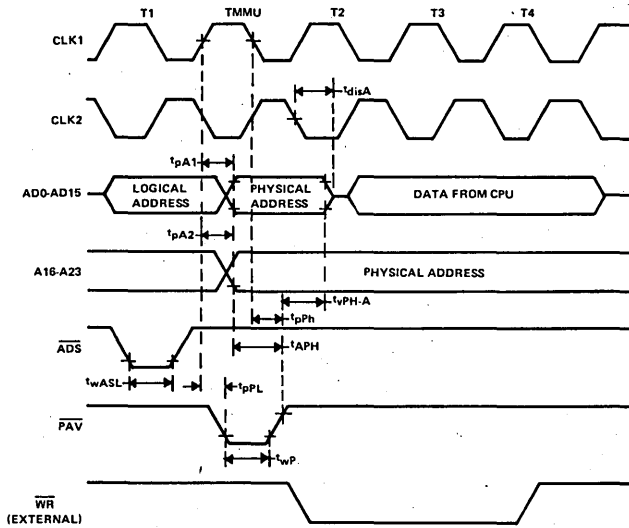 T1 TMMU T2 T3 T4
CLK1
tdisA
CLK2
tpA1
AD0-AD15 LOGICAL ADDRESS PHYSICAL ADDRESS DATA FROM CPU
tpA2
A16-A23 PHYSICAL ADDRESS
tvPH-A
tpPh
ADS
tAPH
twASL
tpPL
PAV
twP
WR
(EXTERNAL)